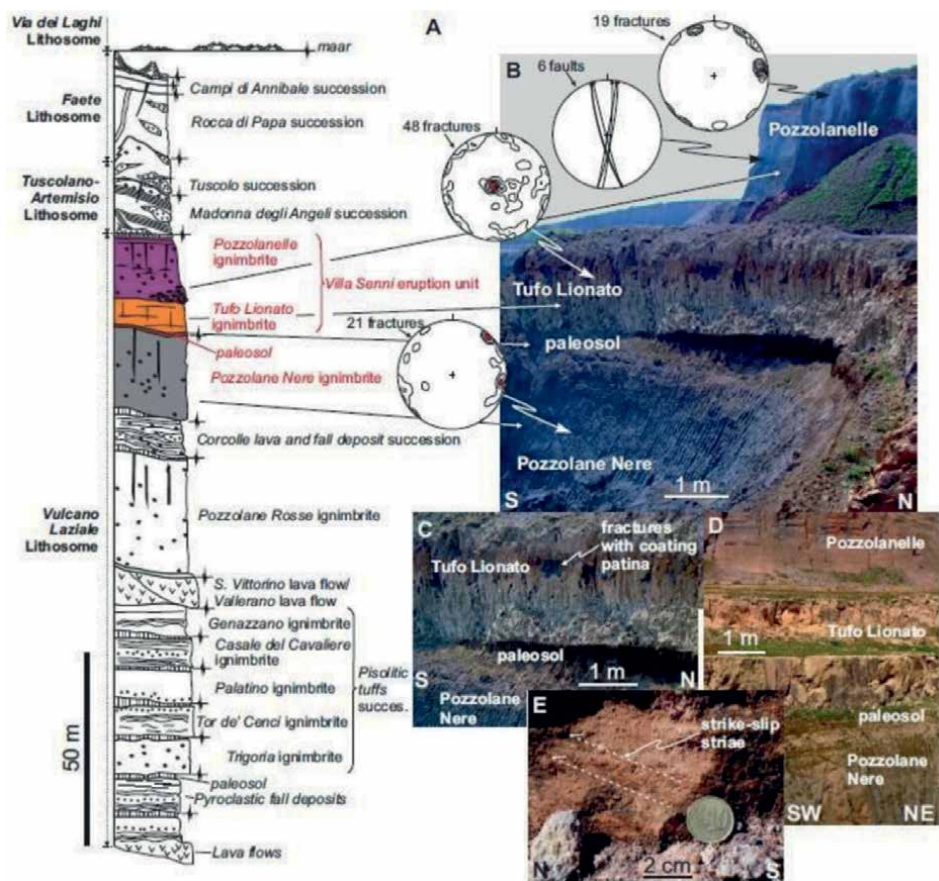 Via dei Laghi
Lithosome
maar
Faete
Lithosome
Campi di Annibale succession
Rocca di Papa succession
Tuscolano-
Artemisio
Lithosome
Tuscolo succession
Madonna degli Angeli succession
Pozzolanelle
ignimbrite
Villa Senni eruption unit
Tufo Lionato
ignimbrite
paleosol
Pozzolane Nere ignimbrite
Corcolle lava and fall deposit succession
Vulcano
Laziale
Lithosome
Pozzolane Rosse ignimbrite
S. Vittorino lava flow/
Vallerano lava flow
Genazzano ignimbrite
Casale del Cavaliere
ignimbrite
Palatino ignimbrite
Pisolitic
tuffs
succes.
Tor de' Cenci ignimbrite
Trigoria ignimbrite
paleosol
Pyroclastic fall deposits
Lava flows
50 m
A
19 fractures
B
6 faults
48 fractures
21 fractures
Pozzolanelle
Tufo Lionato
paleosol
Pozzolane Nere
1 m
S
N
C
fractures
with coating
patina
Tufo Lionato
paleosol
1 m
S
N
Pozzolane
Nere
D
Pozzolanelle
1 m
Tufo Lionato
paleosol
Pozzolane
Nere
SW
NE
E
strike-slip
striae
10
N
2 cm
S